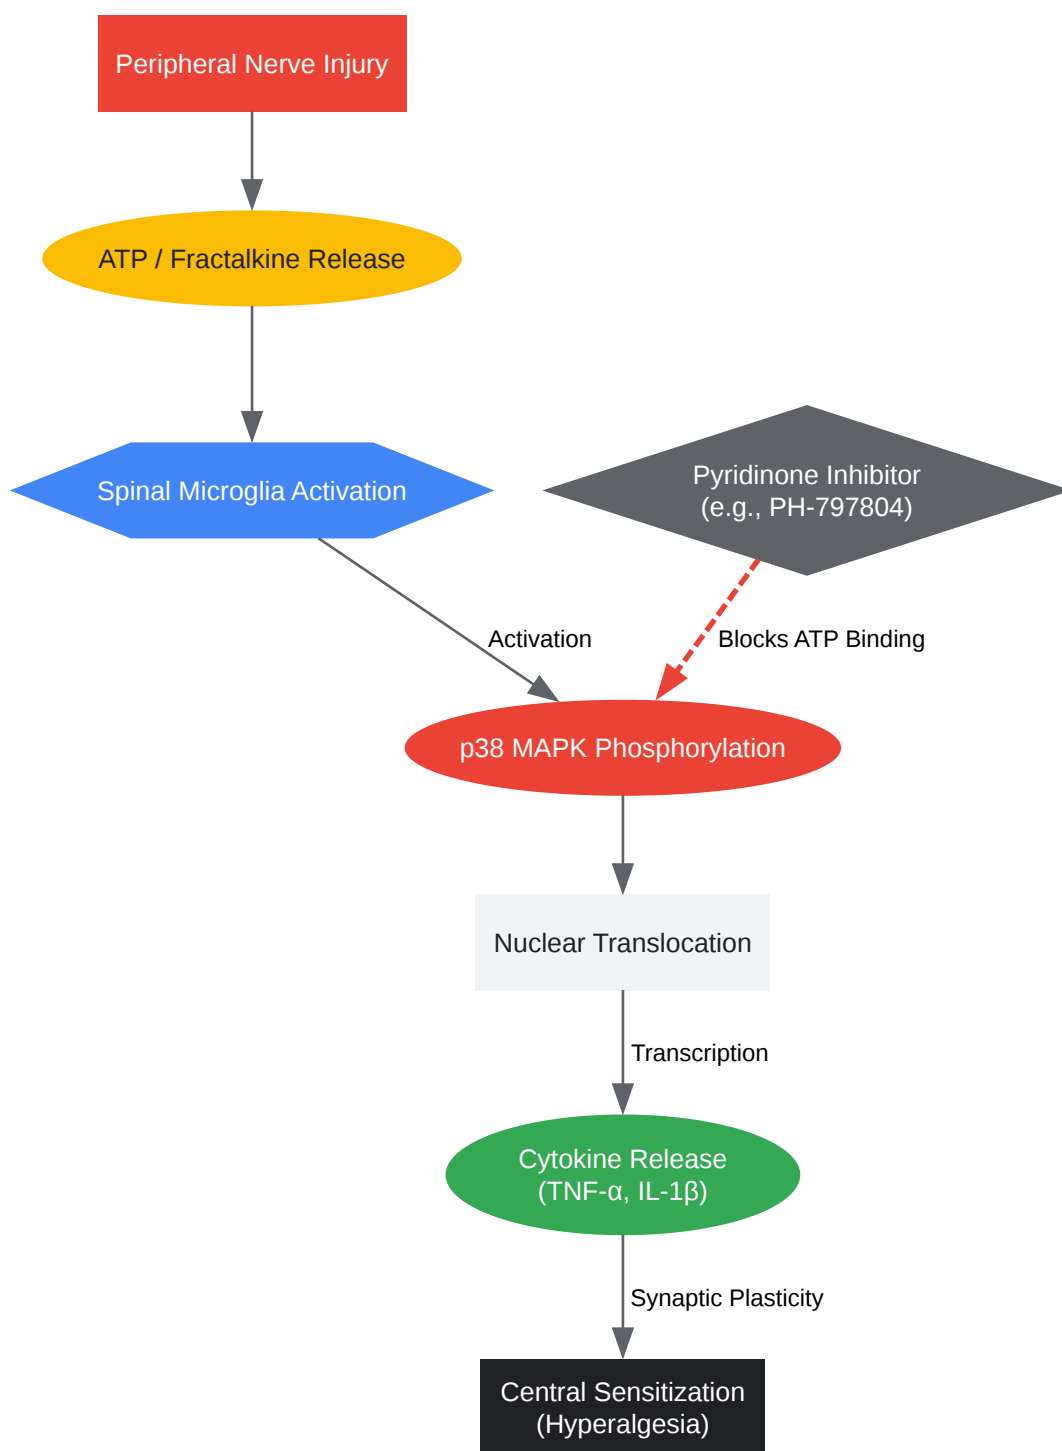 Peripheral Nerve Injury
ATP / Fractalkine Release
Spinal Microglia Activation
Pyridinone Inhibitor
(e.g., PH-797804)
Activation
Blocks ATP Binding
p38 MAPK Phosphorylation
Nuclear Translocation
Transcription
Cytokine Release
(TNF-α, IL-1β)
Synaptic Plasticity
Central Sensitization
(Hyperalgesia)